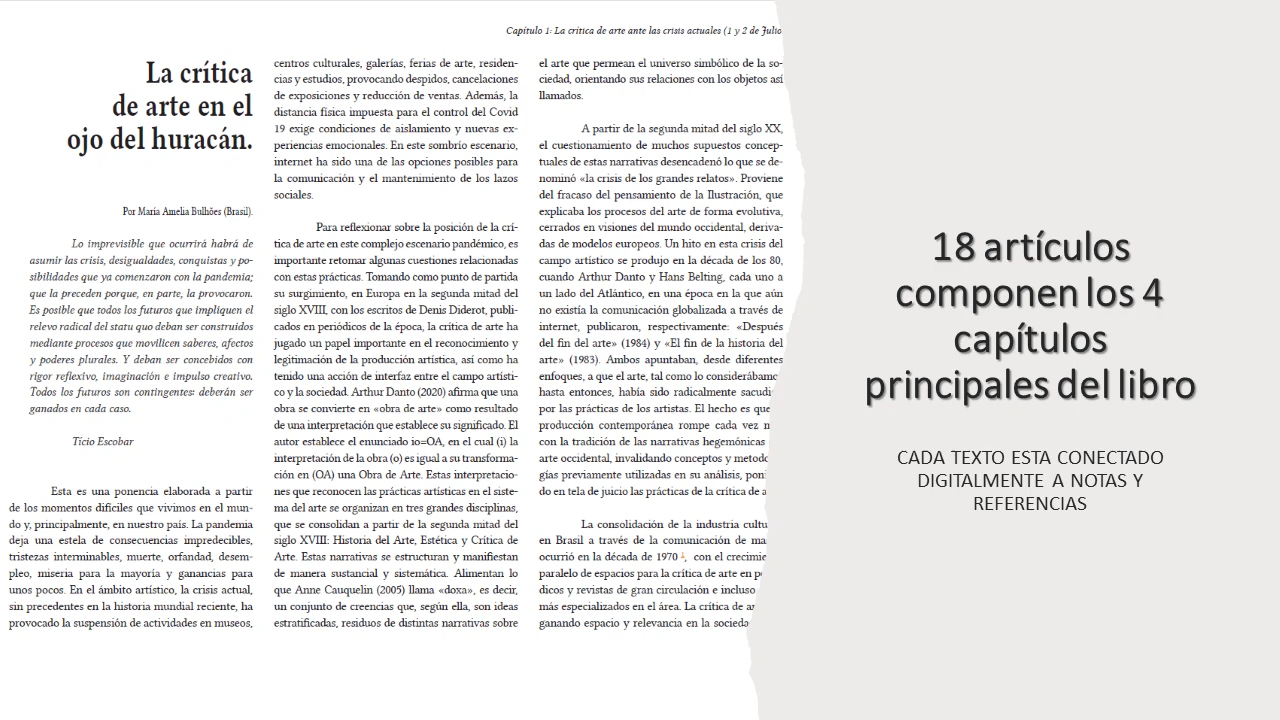 Capítulo 1: La crítica de arte ante las crisis actuales (1 y 2 de Julio
La crítica
de arte en el
ojo del huracán.
Por María Amelia Bulhões (Brasil).
Lo imprevisible que ocurrirá habrá de
asumir las crisis, desigualdades, conquistas y po-
sibilidades que ya comenzaron con la pandemia;
que la preceden porque, en parte, la provocaron.
Es posible que todos los futuros que impliquen el
relevo radical del statu quo deban ser construidos
mediante procesos que movilicen saberes, afectos
y poderes plurales. Y deban ser concebidos con
rigor reflexivo, imaginación e impulso creativo.
Todos los futuros son contingentes: deberán ser
ganados en cada caso.
Ticio Escobar
Esta es una ponencia elaborada a partir
de los momentos difíciles que vivimos en el mun-
do y, principalmente, en nuestro país. La pandemia
deja una estela de consecuencias impredecibles,
tristezas interminables, muerte, orfandad, desem-
pleo, miseria para la mayoría y ganancias para
unos pocos. En el ámbito artístico, la crisis actual,
sin precedentes en la historia mundial reciente, ha
provocado la suspensión de actividades en museos,
centros culturales, galerías, ferias de arte, residen-
cias y estudios, provocando despidos, cancelaciones
de exposiciones y reducción de ventas. Además, la
distancia física impuesta para el control del Covid
19 exige condiciones de aislamiento y nuevas ex-
periencias emocionales. En este sombrío escenario,
internet ha sido una de las opciones posibles para
la comunicación y el mantenimiento de los lazos
sociales.
Para reflexionar sobre la posición de la crí-
tica de arte en este complejo escenario pandémico, es
importante retomar algunas cuestiones relacionadas
con estas prácticas. Tomando como punto de partida
su surgimiento, en Europa en la segunda mitad del
siglo XVIII, con los escritos de Denis Diderot, publi-
cados en periódicos de la época, la crítica de arte ha
jugado un papel importante en el reconocimiento y
legitimación de la producción artística, así como ha
tenido una acción de interfaz entre el campo artísti-
co y la sociedad. Arthur Danto (2020) afirma que una
obra se convierte en «obra de arte» como resultado
de una interpretación que establece su significado. El
autor establece el enunciado io=OA, en el cual (i) la
interpretación de la obra (o) es igual a su transforma-
ción en (OA) una Obra de Arte. Estas interpretacio-
nes que reconocen las prácticas artísticas en el siste-
ma del arte se organizan en tres grandes disciplinas,
que se consolidan a partir de la segunda mitad del
siglo XVIII: Historia del Arte, Estética y Crítica de
Arte. Estas narrativas se estructuran y manifiestan
de manera sustancial y sistemática. Alimentan lo
que Anne Cauquelin (2005) llama «doxa», es decir,
un conjunto de creencias que, según ella, son ideas
estratificadas, residuos de distintas narrativas sobre
el arte que permean el universo simbólico de la so-
ciedad, orientando sus relaciones con los objetos así
llamados.
A partir de la segunda mitad del siglo XX,
el cuestionamiento de muchos supuestos concep-
tuales de estas narrativas desencadenó lo que se de-
nominó «la crisis de los grandes relatos». Proviene
del fracaso del pensamiento de la Ilustración, que
explicaba los procesos del arte de forma evolutiva,
cerrados en visiones del mundo occidental, deriva-
das de modelos europeos. Un hito en esta crisis del
campo artístico se produjo en la década de los 80,
cuando Arthur Danto y Hans Belting, cada uno a
un lado del Atlántico, en una época en la que aún
no existía la comunicación globalizada a través de
internet, publicaron, respectivamente: «Después
del fin del arte» (1984) y «El fin de la historia del
arte» (1983). Ambos apuntaban, desde diferentes
enfoques, a que el arte, tal como lo considerábamo
hasta entonces, había sido radicalmente sacudi
por las prácticas de los artistas. El hecho es que
producción contemporánea rompe cada vez m
con la tradición de las narrativas hegemónicas
arte occidental, invalidando conceptos y metodo
gías previamente utilizadas en su análisis, poni
do en tela de juicio las prácticas de la crítica de a
La consolidación de la industria cultu
en Brasil a través de la comunicación de ma
ocurrió en la década de 1970 1, con el crecimie
paralelo de espacios para la crítica de arte en p
dicos y revistas de gran circulación e incluso
más especializados en el área. La crítica de a
ganando espacio y relevancia en la socieda
18 artículos
componen los 4
capítulos
principales del libro
CADA TEXTO ESTA CONECTADO
DIGITALMENTE A NOTAS Y
REFERENCIAS